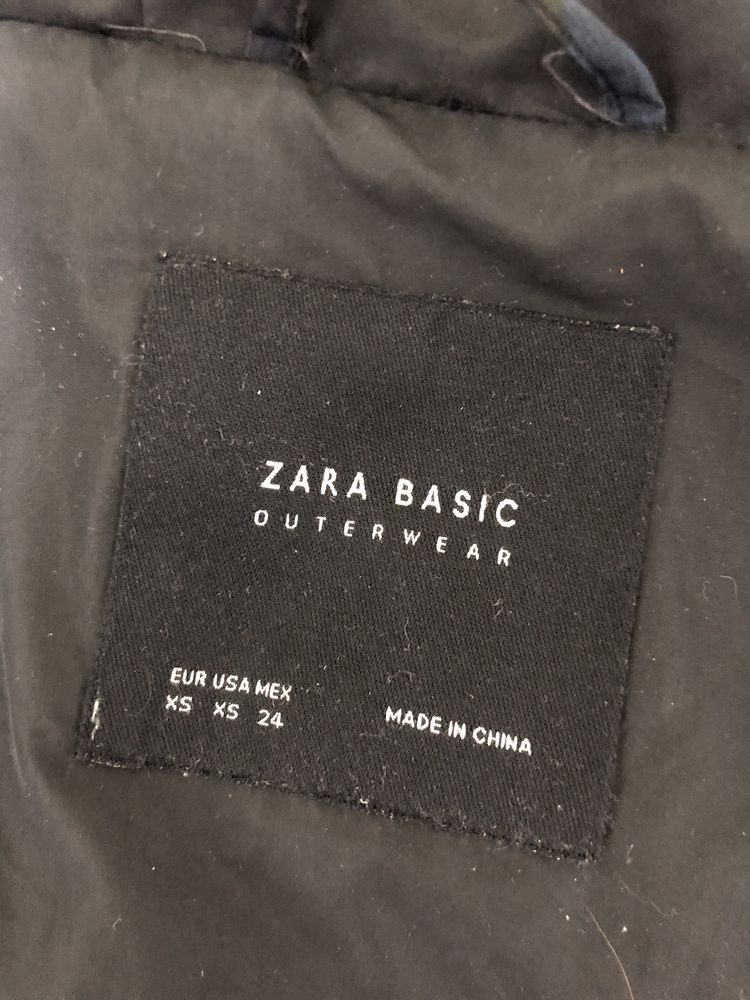 ZARA BASIC
OUTERWEAR
EUR USA MEX
XS XS 24
MADE IN CHINA